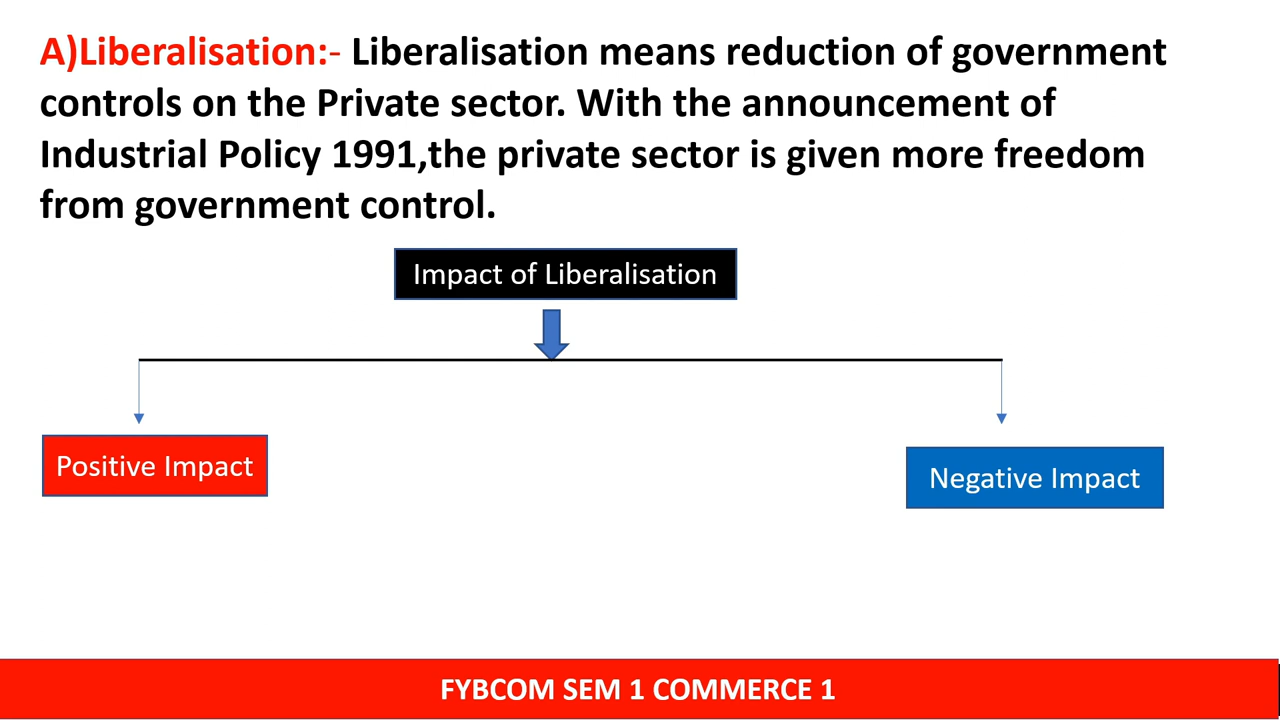 A)Liberalisation:- Liberalisation means reduction of government
controls on the Private sector. With the announcement of
Industrial Policy 1991,the private sector is given more freedom
from government control.
Impact of Liberalisation
Positive Impact
Negative Impact
FYBCOM SEM 1 COMMERCE 1